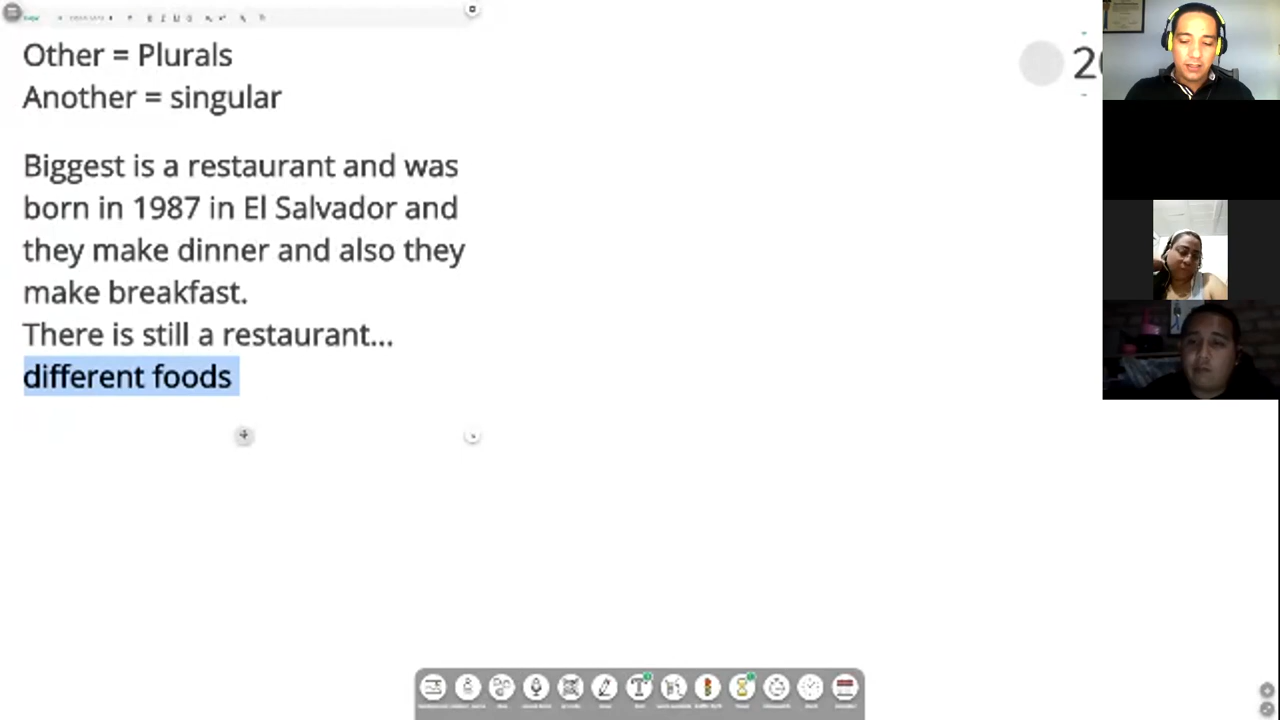 Other = Plurals
Another = singular
Biggest is a restaurant and was
born in 1987 in El Salvador and
they make dinner and also they
make breakfast.
There is still a restaurant...
different foods